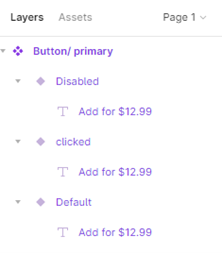 Layers Assets Page 1
Button/ primary
Disabled
Add for $12.99
clicked
Add for $12.99
Default
Add for $12.99